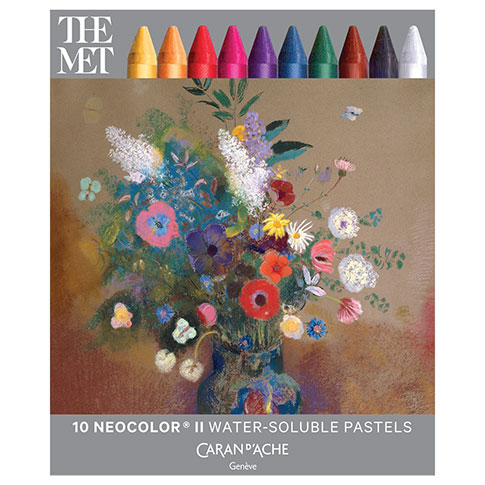 THE
MET
10 NEOCOLOR® II WATER-SOLUBLE PASTELS
CARAN D'ACHE
Genève